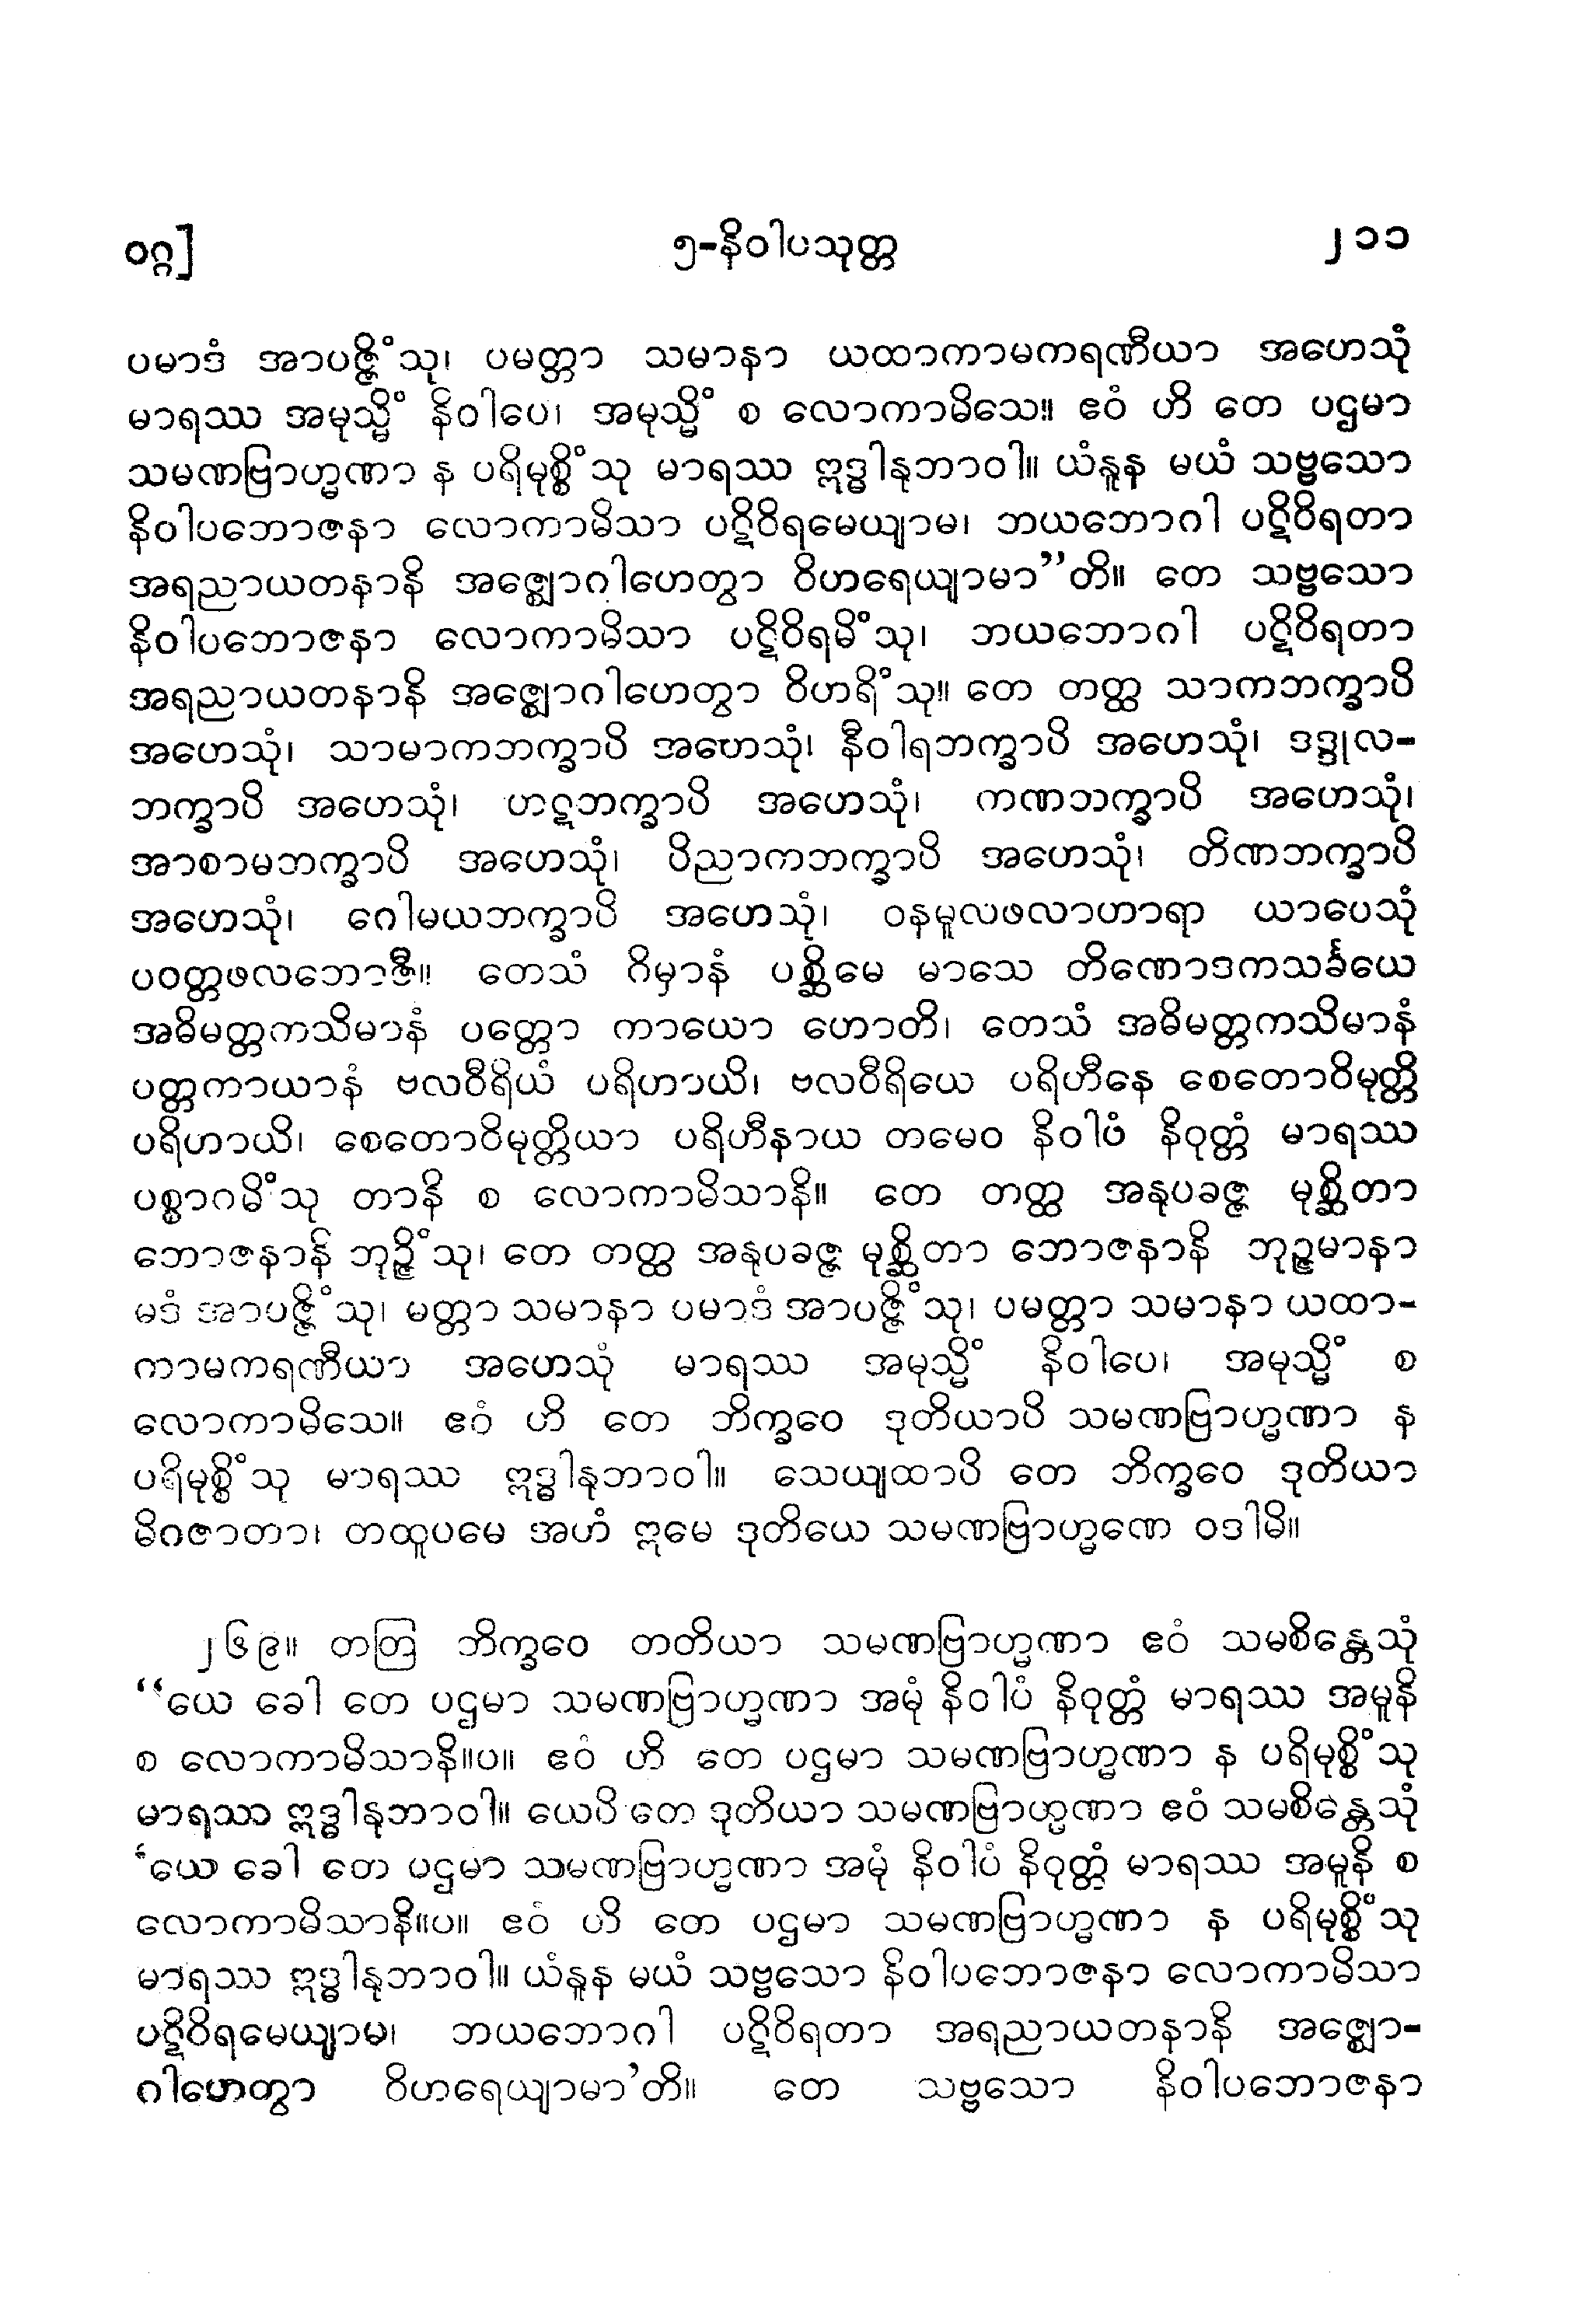 ဝဂ္ဂ] ၅-နိဝါပသုတ္တ ၂၁၁
ပမာဒံ အာပဇ္ဇိံသု၊ ပမတ္တာ သမာနာ ယထာကာမကရဏီယာ အဟေသုံ
မာရဿ အမုသ္မိံ နိဝါပေ၊ အမုသ္မိံ စ လောကာမိသေ။ ဧဝံ ဟိ တေ ပဌမာ
သမဏဗြာဟ္မဏာ န ပရိမုစ္စိံသု မာရဿ ဣဒ္ဓါနုဘာဝါ။ ယံနူန မယံ သဗ္ဗသော
နိဝါပဘောဇနာ လောကာမိသာ ပဋိဝိရမေယျာမ၊ ဘယဘောဂါ ပဋိဝိရတာ
အရညာယတနာနိ အဇ္ဈောဂါဟေတွာ ဝိဟရေယျာမာ”တိ။ တေ သဗ္ဗသော
နိဝါပဘောဇနာ လောကာမိသာ ပဋိဝိရမိံသု၊ ဘယဘောဂါ ပဋိဝိရတာ
အရညာယတနာနိ အဇ္ဈောဂါဟေတွာ ဝိဟရိံသု။ တေ တတ္ထ သာကဘက္ခာပိ
အဟေသုံ၊ သာမာကဘက္ခာပိ အဟေသုံ၊ နီဝါရဘက္ခာပိ အဟေသုံ၊ ဒဒ္ဒုလ-
ဘက္ခာပိ အဟေသုံ၊ ဟဋဘက္ခာပိ အဟေသုံ၊ ကဏဘက္ခာပိ အဟေသုံ၊
အာစာမဘက္ခာပိ အဟေသုံ၊ ပိညာကဘက္ခာပိ အဟေသုံ၊ တိဏဘက္ခာပိ
အဟေသုံ၊ ဂေါမယဘက္ခာပိ အဟေသုံ၊ ဝနမူလဖလာဟာရာ ယာပေသုံ
ပဝတ္တဖလဘောဇီ။ တေသံ ဂိမှာနံ ပစ္ဆိမေ မာသေ တိဏောဒကသင်္ခယေ
အဓိမတ္တကသိမာနံ ပတ္တော ကာယော ဟောတိ၊ တေသံ အဓိမတ္တကသိမာနံ
ပတ္တကာယာနံ ဗလဝီရိယံ ပရိဟာယိ၊ ဗလဝီရိယေ ပရိဟီနေ စေတောဝိမုတ္တိ
ပရိဟာယိ၊ စေတောဝိမုတ္တိယာ ပရိဟီနာယ တမေဝ နိဝါပံ နိဝုတ္တံ မာရဿ
ပစ္စာဂမိံသု တာနိ စ လောကာမိသာနိ။ တေ တတ္ထ အနုပခဇ္ဇ မုစ္ဆိတာ
ဘောဇနာနိ ဘုဉ္ဇိံသု၊ တေ တတ္ထ အနုပခဇ္ဇ မုစ္ဆိတာ ဘောဇနာနိ ဘုဉ္ဇမာနာ
မဒံ အာပဇ္ဇိံသု၊ မတ္တာ သမာနာ ပမာဒံ အာပဇ္ဇိံသု၊ ပမတ္တာ သမာနာ ယထာ-
ကာမကရဏီယာ အဟေသုံ မာရဿ အမုသ္မိံ နိဝါပေ၊ အမုသ္မိံ စ
လောကာမိသေ။ ဧဝံ ဟိ တေ ဘိက္ခဝေ ဒုတိယာပိ သမဏဗြာဟ္မဏာ န
ပရိမုစ္စိံသု မာရဿ ဣဒ္ဓါနုဘာဝါ။ သေယျထာပိ တေ ဘိက္ခဝေ ဒုတိယာ
မိဂဇာတာ၊ တထူပမေ အဟံ ဣမေ ဒုတိယေ သမဏဗြာဟ္မဏေ ဝဒါမိ။
၂၆၉။ တတြ ဘိက္ခဝေ တတိယာ သမဏဗြာဟ္မဏာ ဧဝံ သမစိန္တေသုံ
“ယေ ခေါ တေ ပဌမာ သမဏဗြာဟ္မဏာ အမုံ နိဝါပံ နိဝုတ္တံ မာရဿ အမူနိ
စ လောကာမိသာနိ။ပ။ ဧဝံ ဟိ တေ ပဌမာ သမဏဗြာဟ္မဏာ န ပရိမုစ္စိံသု
မာရဿ ဣဒ္ဓါနုဘာဝါ။ ယေပိ တေ ဒုတိယာ သမဏဗြာဟ္မဏာ ဧဝံ သမစိန္တေသုံ
‘ယေ ခေါ တေ ပဌမာ သမဏဗြာဟ္မဏာ အမုံ နိဝါပံ နိဝုတ္တံ မာရဿ အမူနိ စ
လောကာမိသာနိ။ပ။ ဧဝံ ဟိ တေ ပဌမာ သမဏဗြာဟ္မဏာ န ပရိမုစ္စိံသု
မာရဿ ဣဒ္ဓါနုဘာဝါ။ ယံနူန မယံ သဗ္ဗသော နိဝါပဘောဇနာ လောကာမိသာ
ပဋိဝိရမေယျာမ၊ ဘယဘောဂါ ပဋိဝိရတာ အရညာယတနာနိ အဇ္ဈော-
ဂါဟေတွာ ဝိဟရေယျာမာ’တိ။ တေ သဗ္ဗသော နိဝါပဘောဇနာ